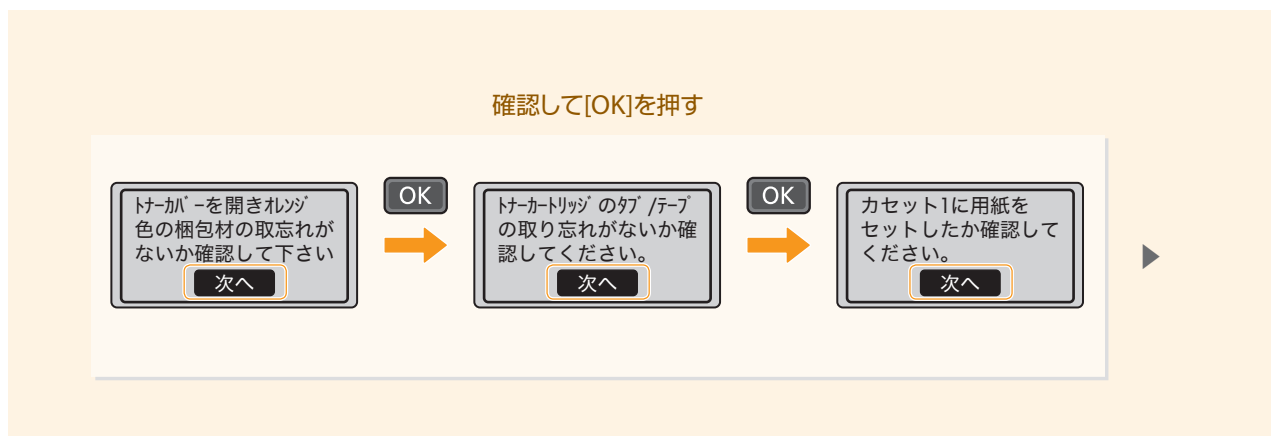 確認して[OK]を押す
ﾄﾅｰｶﾊﾞｰを開きｵﾚﾝｼﾞ
色の梱包材の取忘れが
ないか確認して下さい
次へ
OK
ﾄﾅｰｶｰﾄﾘｯｼﾞのﾀﾌﾞ/ﾃｰﾌﾟ
の取り忘れがないか確
認してください。
次へ
OK
カセット1に用紙を
セットしたか確認して
ください。
次へ